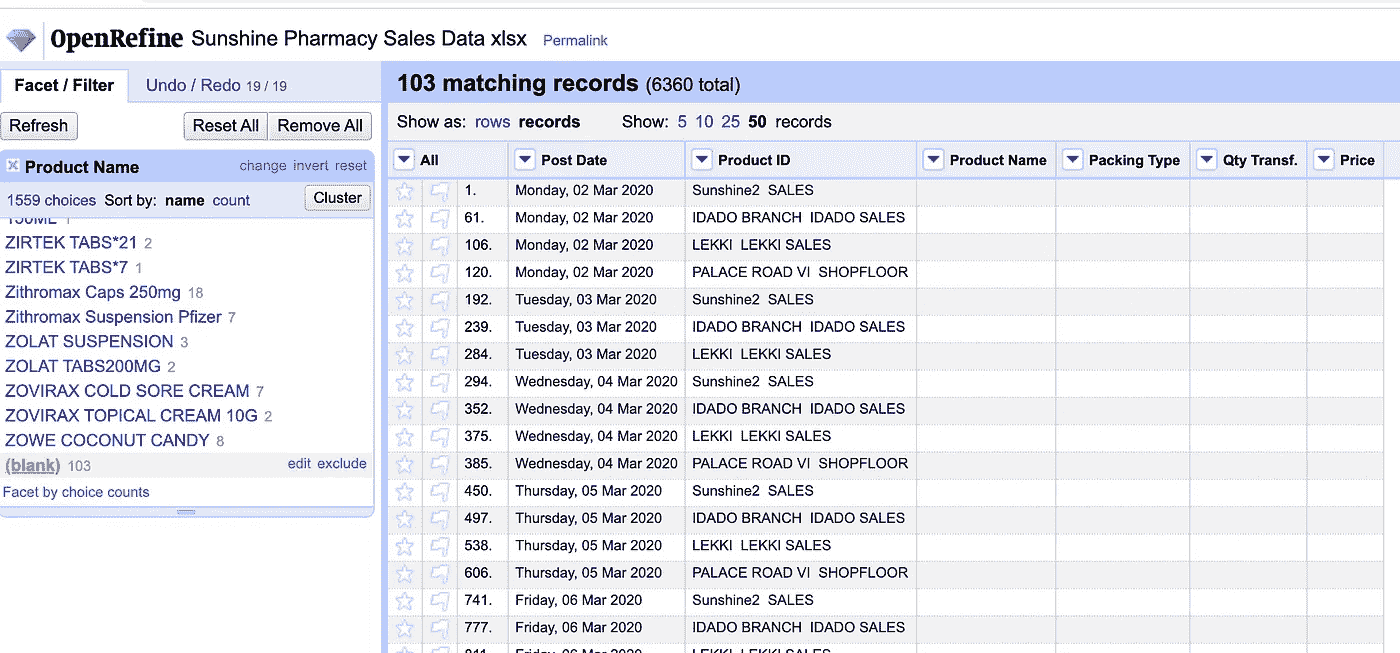 OpenRefine Sunshine Pharmacy Sales Data xlsx Permalink
Facet / Filter Undo / Redo 19 / 19
Refresh Reset All Remove All
Product Name change invert reset
1559 choices Sort by: name count Cluster
150ML 1
ZIRTEK TABS*21 2
ZIRTEK TABS*7 1
Zithromax Caps 250mg 18
Zithromax Suspension Pfizer 7
ZOLAT SUSPENSION 3
ZOLAT TABS200MG 2
ZOVIRAX COLD SORE CREAM 7
ZOVIRAX TOPICAL CREAM 10G 2
ZOWE COCONUT CANDY 8
(blank) 103 edit exclude
Facet by choice counts
103 matching records (6360 total)
Show as: rows records Show: 5 10 25 50 records
All Post Date Product ID Product Name Packing Type Qty Transf. Price
1. Monday, 02 Mar 2020 Sunshine2 SALES
61. Monday, 02 Mar 2020 IDADO BRANCH IDADO SALES
106. Monday, 02 Mar 2020 LEKKI LEKKI SALES
120. Monday, 02 Mar 2020 PALACE ROAD VI SHOPFLOOR
192. Tuesday, 03 Mar 2020 Sunshine2 SALES
239. Tuesday, 03 Mar 2020 IDADO BRANCH IDADO SALES
284. Tuesday, 03 Mar 2020 LEKKI LEKKI SALES
294. Wednesday, 04 Mar 2020 Sunshine2 SALES
352. Wednesday, 04 Mar 2020 IDADO BRANCH IDADO SALES
375. Wednesday, 04 Mar 2020 LEKKI LEKKI SALES
385. Wednesday, 04 Mar 2020 PALACE ROAD VI SHOPFLOOR
450. Thursday, 05 Mar 2020 Sunshine2 SALES
497. Thursday, 05 Mar 2020 IDADO BRANCH IDADO SALES
538. Thursday, 05 Mar 2020 LEKKI LEKKI SALES
606. Thursday, 05 Mar 2020 PALACE ROAD VI SHOPFLOOR
741. Friday, 06 Mar 2020 Sunshine2 SALES
777. Friday, 06 Mar 2020 IDADO BRANCH IDADO SALES
Friday, 06 Mar 2020 LEKKI LEKKI SALES